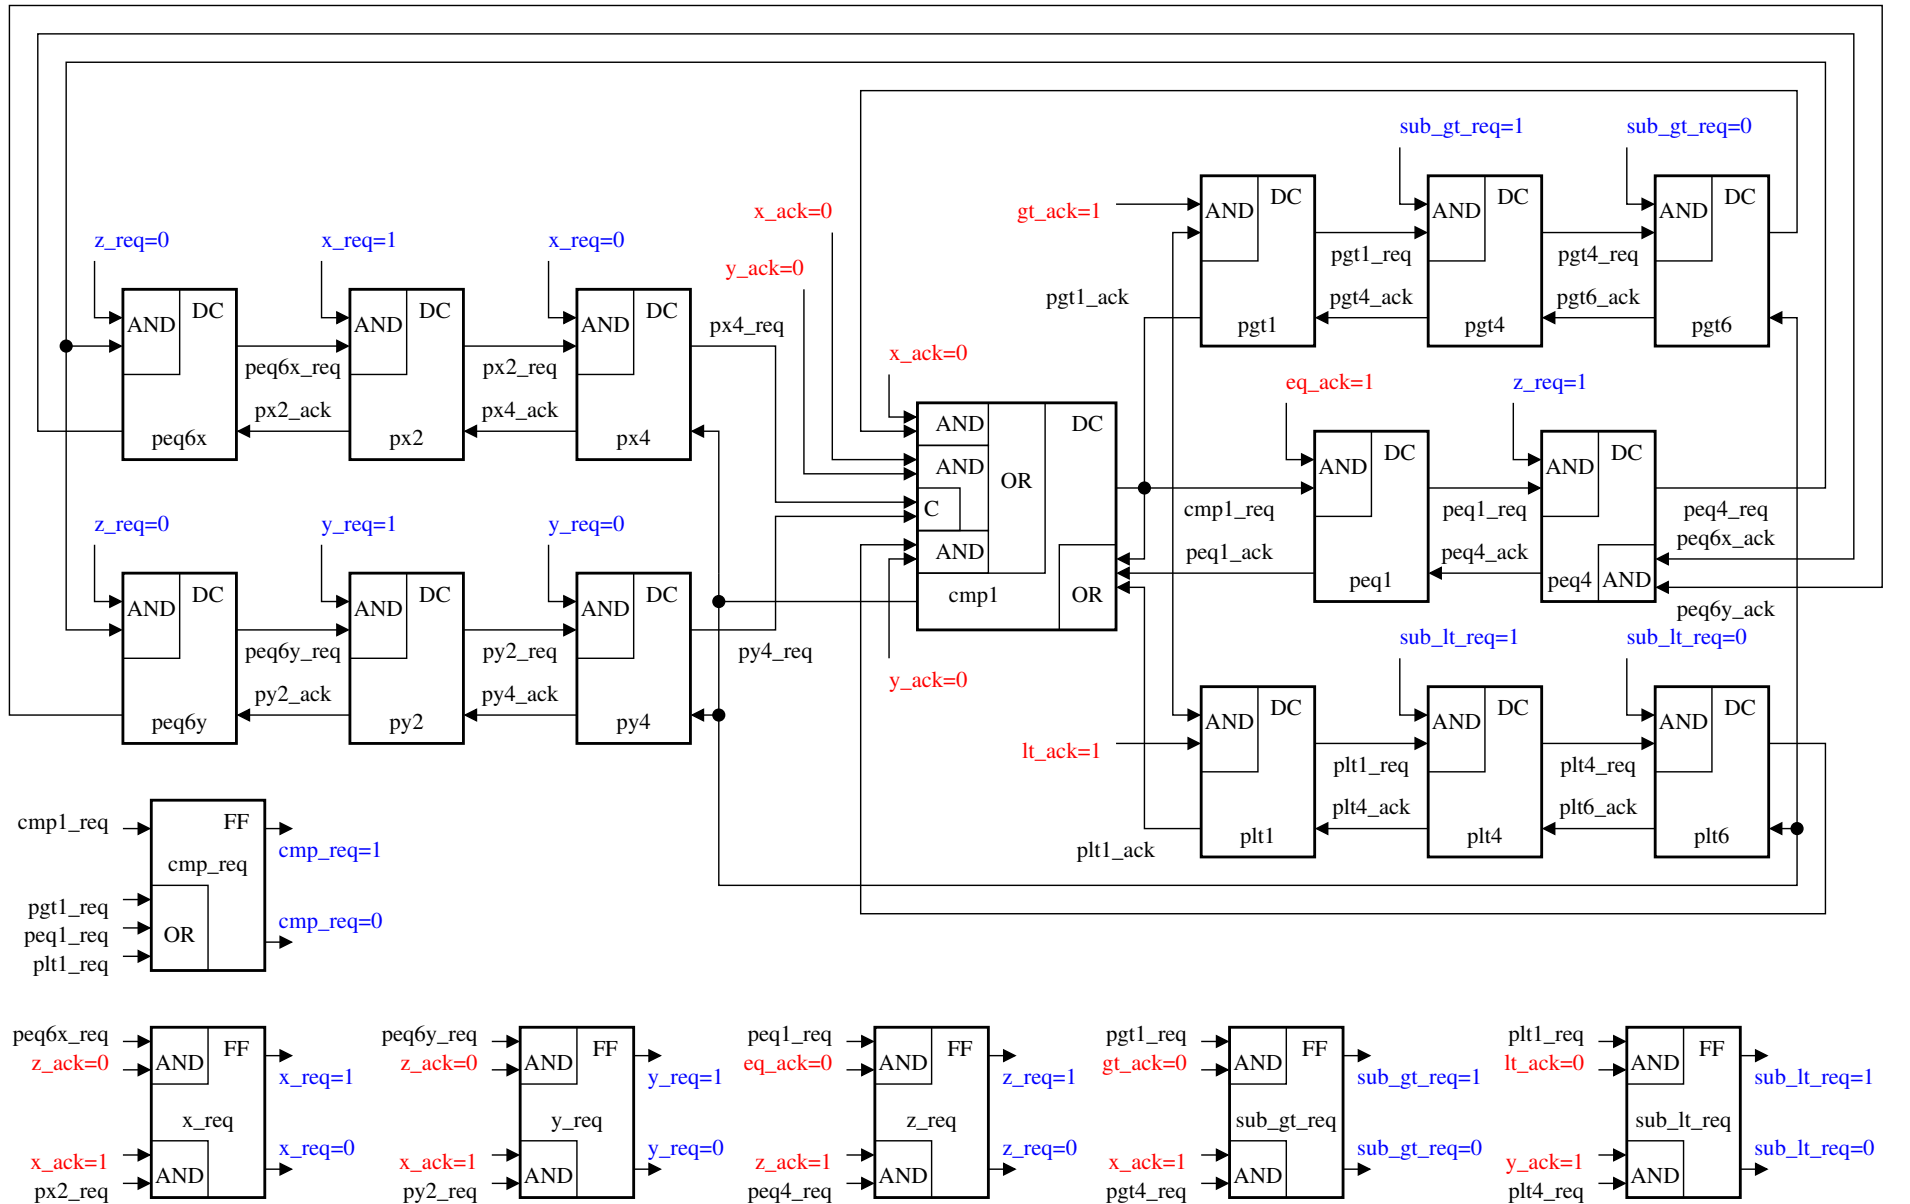 sub_gt_req=1
sub_gt_req=0
x_ack=0
gt_ack=1
AND
DC
AND
DC
AND
DC
z_req=0
x_req=1
x_req=0
y_ack=0
pgt1_req
pgt4_req
pgt1_ack
pgt4_ack
pgt6_ack
pgt1
pgt4
pgt6
AND
DC
AND
DC
AND
DC
px4_req
x_ack=0
peq6x_req
px2_req
px2_ack
px4_ack
peq6x
px2
px4
eq_ack=1
z_req=1
AND
AND
C
AND
OR
DC
cmp1
OR
AND
DC
AND
DC
cmp1_req
peq1_req
peq4_req
peq1_ack
peq4_ack
peq6x_ack
peq1
peq4
AND
peq6y_ack
z_req=0
y_req=1
y_req=0
AND
DC
AND
DC
AND
DC
peq6y_req
py2_req
py4_req
py2_ack
py4_ack
peq6y
py2
py4
y_ack=0
sub_lt_req=1
sub_lt_req=0
lt_ack=1
AND
DC
AND
DC
AND
DC
plt1_req
plt4_req
plt4_ack
plt6_ack
plt1_ack
plt1
plt4
plt6
cmp1_req
FF
cmp_req
cmp_req=1
pgt1_req
peq1_req
plt1_req
OR
cmp_req=0
peq6x_req
z_ack=0
AND
FF
x_req=1
x_req
x_ack=1
px2_req
AND
x_req=0
peq6y_req
z_ack=0
AND
FF
y_req=1
y_req
x_ack=1
py2_req
AND
y_req=0
peq1_req
eq_ack=0
AND
FF
z_req=1
z_req
z_ack=1
peq4_req
AND
z_req=0
pgt1_req
gt_ack=0
AND
FF
sub_gt_req=1
sub_gt_req
x_ack=1
pgt4_req
AND
sub_gt_req=0
plt1_req
lt_ack=0
AND
FF
sub_lt_req=1
sub_lt_req
y_ack=1
plt4_req
AND
sub_lt_req=0